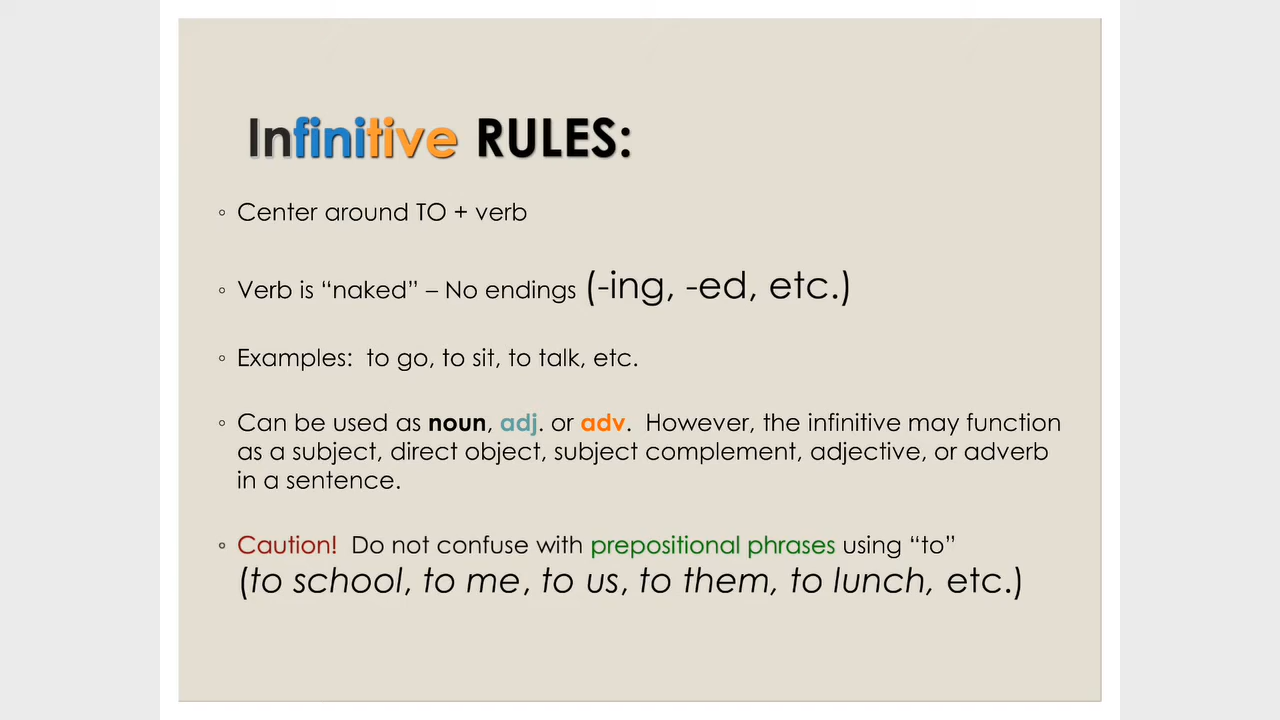 Infinitive RULES:
◦ Center around TO + verb
◦ Verb is “naked” – No endings (-ing, -ed, etc.)
◦ Examples:  to go, to sit, to talk, etc.
◦ Can be used as noun, adj. or adv.  However, the infinitive may function
as a subject, direct object, subject complement, adjective, or adverb
in a sentence.
◦ Caution!  Do not confuse with prepositional phrases using “to”
(to school, to me, to us, to them, to lunch, etc.)